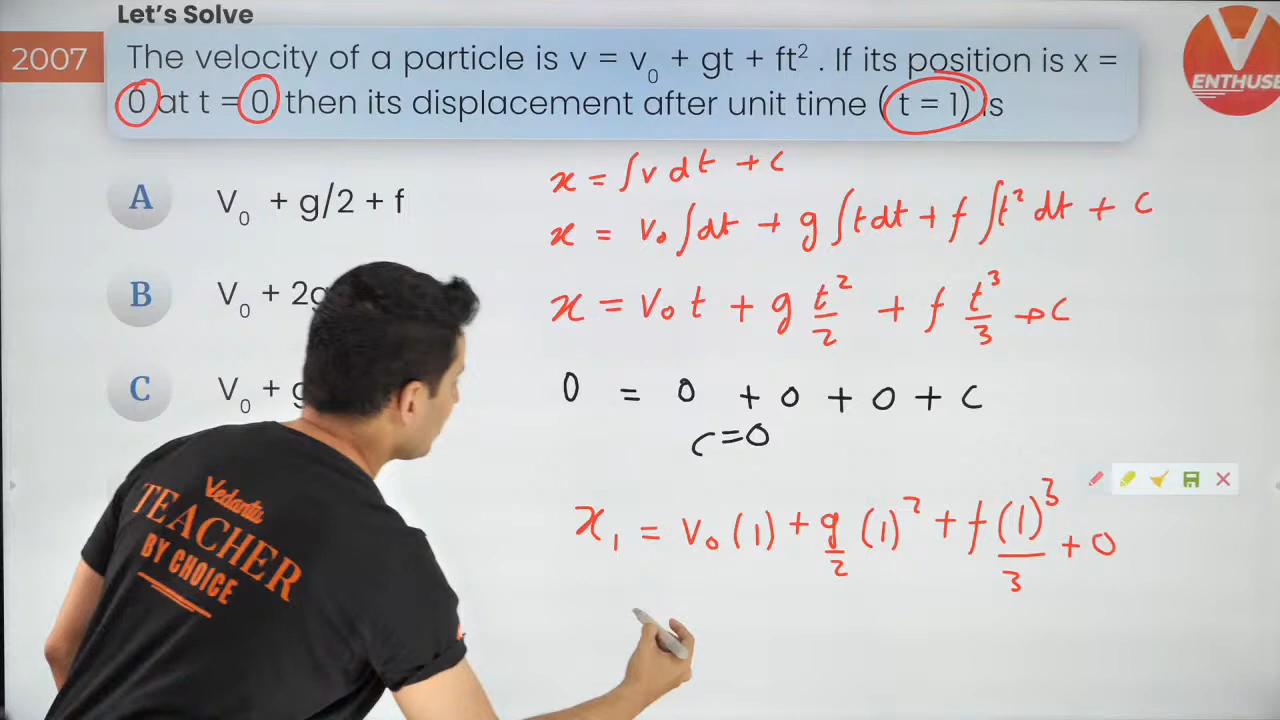 Let's Solve
2007
The velocity of a particle is v = v₀ + gt + ft². If its position is x =
0 at t = 0, then its displacement after unit time (t = 1) is
V
ENTHUSE
A V₀ + g/2 + f
B V₀ + 2g
C V₀ + g
x = ∫v dt + C
x = v₀∫dt + g∫tdt + f∫t² dt + C
x = v₀ t + g t²/2 + f t³/3 + C
0 = 0 + 0 + 0 + C
C = 0
x₁ = v₀ (1) + g/2 (1)² + f (1)³/3 + 0
Vedantu
TEACHER
BY CHOICE